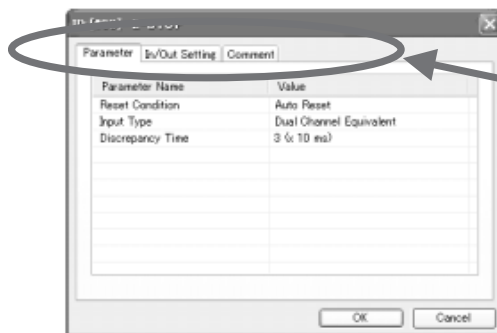 Parameter In/Out Setting Comment
Parameter Name Value
Reset Condition Auto Reset
Input Type Dual Channel Equivalent
Discrepancy Time 3 (x 10 ms)
OK Cancel